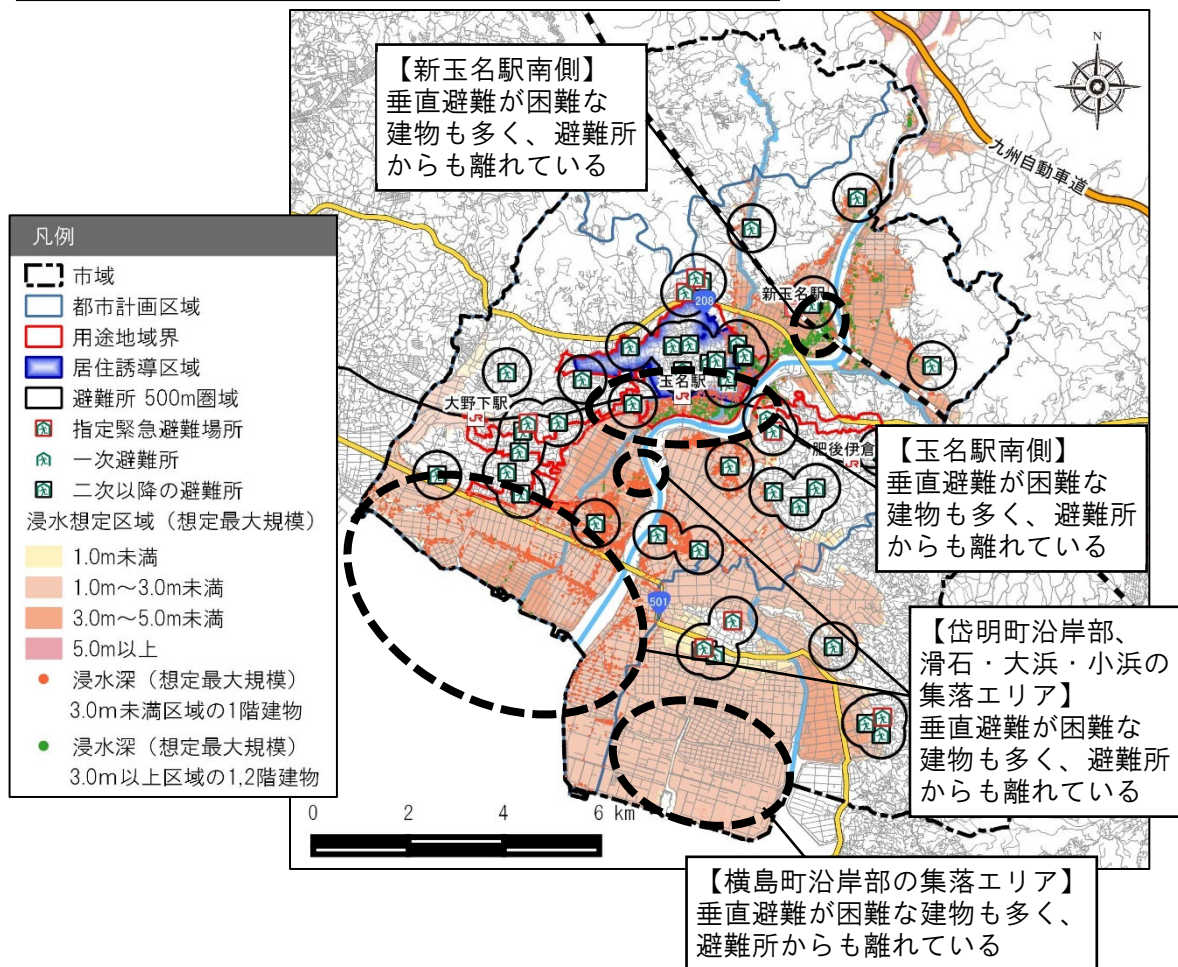 【新玉名駅南側】
垂直避難が困難な
建物も多く、避難所
からも離れている
N
九州自動車道
凡例
市域
都市計画区域
用途地域界
居住誘導区域
避難所 500m圏域
指定緊急避難場所
一次避難所
二次以降の避難所
浸水想定区域（想定最大規模）
1.0m未満
1.0m～3.0m未満
3.0m～5.0m未満
5.0m以上
浸水深（想定最大規模）
3.0m未満区域の1階建物
浸水深（想定最大規模）
3.0m以上区域の1,2階建物
新玉名駅
208
玉名駅
JR
大野下駅
JR
肥後伊倉
JR
501
【玉名駅南側】
垂直避難が困難な
建物も多く、避難所
からも離れている
【岱明町沿岸部、
滑石・大浜・小浜の
集落エリア】
垂直避難が困難な
建物も多く、避難所
からも離れている
0 2 4 6 km
【横島町沿岸部の集落エリア】
垂直避難が困難な建物も多く、
避難所からも離れている